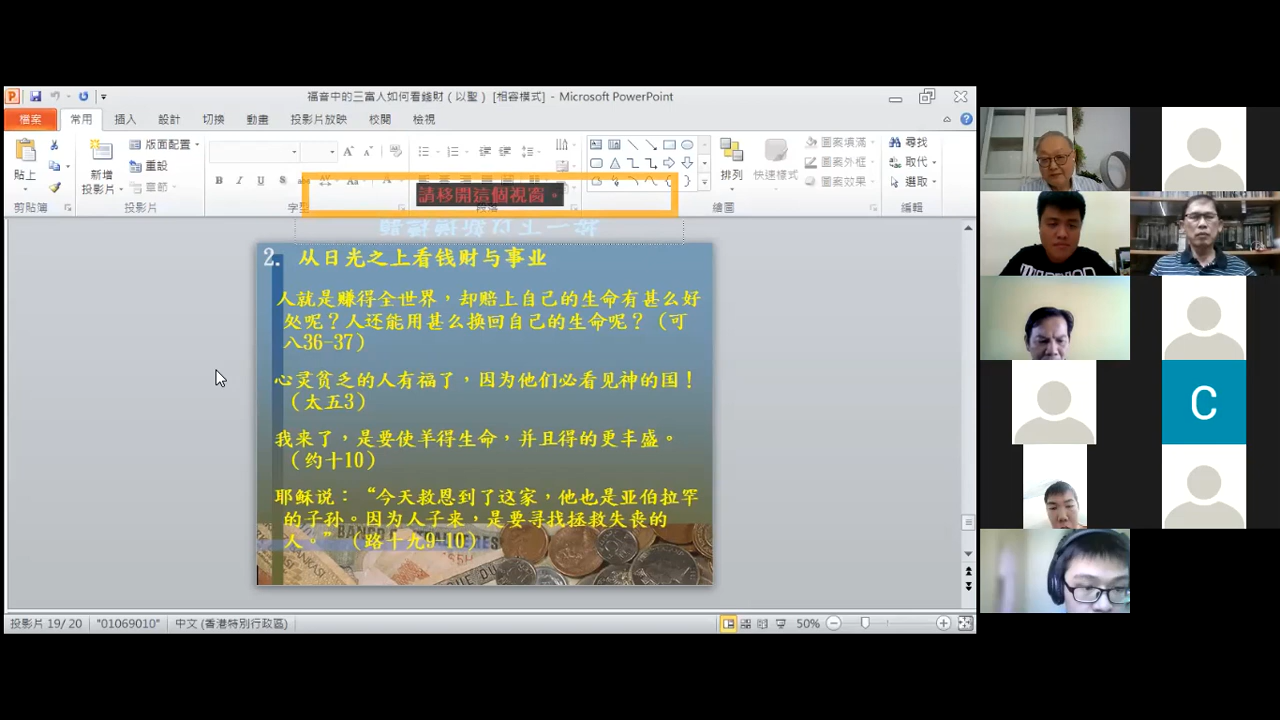 福音中的三富人如何看錢財（以聖）[相容模式] - Microsoft PowerPoint
檔案 常用 插入 設計 切換 動畫 投影片放映 校閱 檢視
貼上
新增
投影片
版面配置
重設
章節
剪貼簿
投影片
B I U S abc
字型
請移開這個視窗。
段落
排列
快速樣式
圖案填滿
圖案外框
圖案效果
繪圖
尋找
取代
選取
編輯
2. 从日光之上看钱财与事业
人就是赚得全世界，却赔上自己的生命有甚么好
处呢？人还能用甚么换回自己的生命呢？（可
八36-37）
心灵贫乏的人有福了，因为他们必看见神的国！
（太五3）
我来了，是要使羊得生命，并且得的更丰盛。
（约十10）
耶稣说：“今天救恩到了这家，他也是亚伯拉罕
的子孙。因为人子来，是要寻找拯救失丧的
人。”（路十九9-10）
投影片 19/20 "01069010" 中文 (香港特別行政區) 50%
C